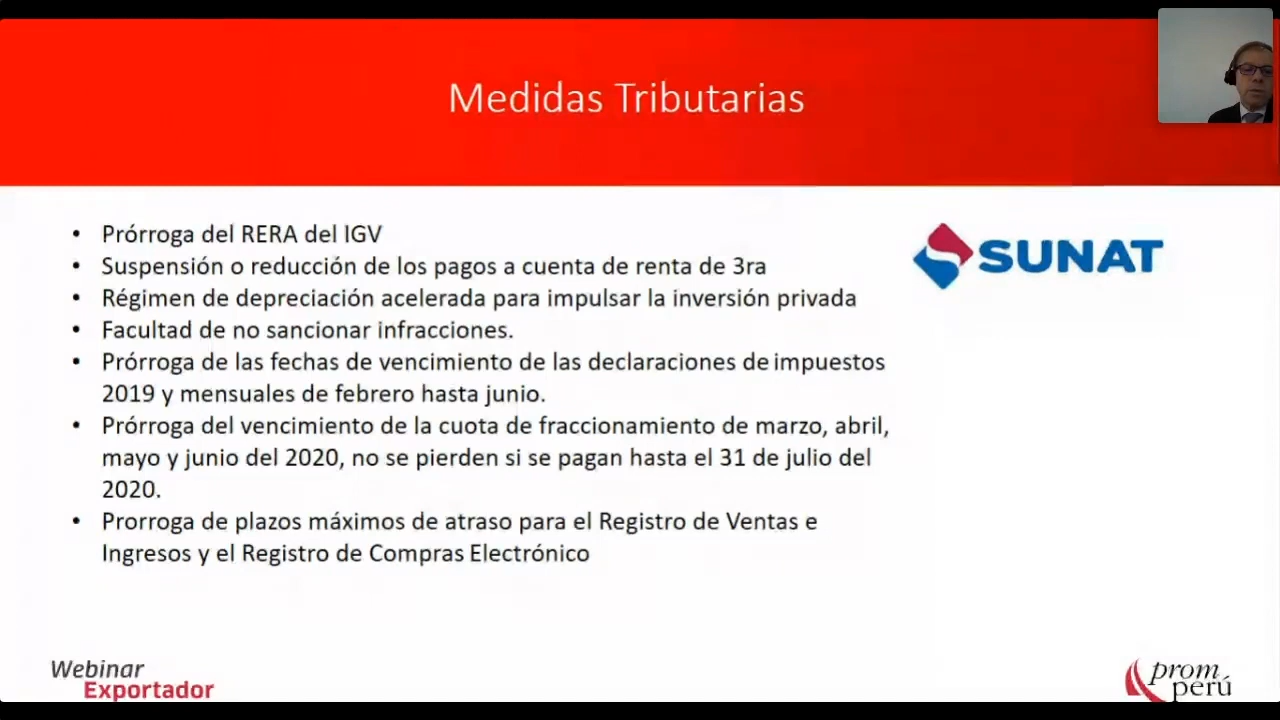 Medidas Tributarias
• Prórroga del RERA del IGV
• Suspensión o reducción de los pagos a cuenta de renta de 3ra
• Régimen de depreciación acelerada para impulsar la inversión privada
• Facultad de no sancionar infracciones.
• Prórroga de las fechas de vencimiento de las declaraciones de impuestos
2019 y mensuales de febrero hasta junio.
• Prórroga del vencimiento de la cuota de fraccionamiento de marzo, abril,
mayo y junio del 2020, no se pierden si se pagan hasta el 31 de julio del
2020.
• Prorroga de plazos máximos de atraso para el Registro de Ventas e
Ingresos y el Registro de Compras Electrónico
SUNAT
Webinar
Exportador
prom
perú